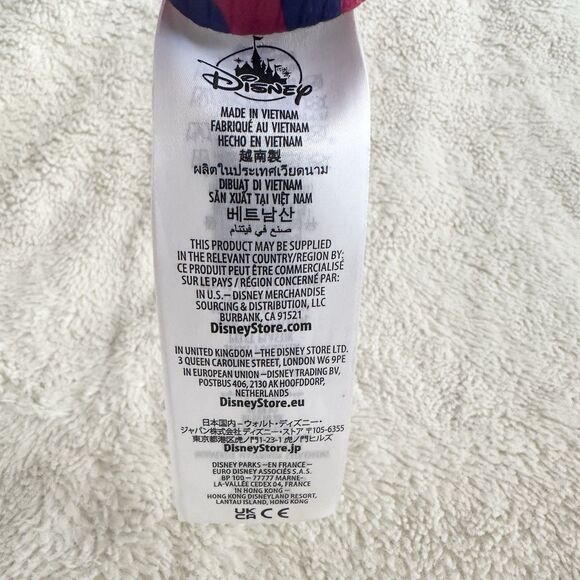 Disney
MADE IN VIETNAM
FABRIQUÉ AU VIETNAM
HECHO EN VIETNAM
越南製
ผลิตในประเทศเวียดนาม
DIBUAT DI VIETNAM
SẢN XUẤT TẠI VIỆT NAM
베트남산
صنع في فيتنام
THIS PRODUCT MAY BE SUPPLIED
IN THE RELEVANT COUNTRY/REGION BY:
CE PRODUIT PEUT ÊTRE COMMERCIALISÉ
SUR LE PAYS / RÉGION CONCERNÉ PAR:
IN U.S.— DISNEY MERCHANDISE
SOURCING & DISTRIBUTION, LLC
BURBANK, CA 91521
DisneyStore.com
IN UNITED KINGDOM —THE DISNEY STORE LTD.
3 QUEEN CAROLINE STREET, LONDON W6 9PE
IN EUROPEAN UNION —DISNEY TRADING BV,
POSTBUS 406, 2130 AK HOOFDDORP,
NETHERLANDS
DisneyStore.eu
日本国内 —ウォルト・ディズニー・
ジャパン株式会社 ディズニー・ストア 〒105-6355
東京都港区虎ノ門1-23-1 虎ノ門ヒルズ
DisneyStore.jp
DISNEY PARKS —EN FRANCE—
EURO DISNEY ASSOCIÉS S.A.S.
BP 100 — 77777 MARNE-
LA-VALLÉE CEDEX 04, FRANCE
IN HONG KONG —
HONG KONG DISNEYLAND RESORT,
LANTAU ISLAND, HONG KONG
UK CA CE